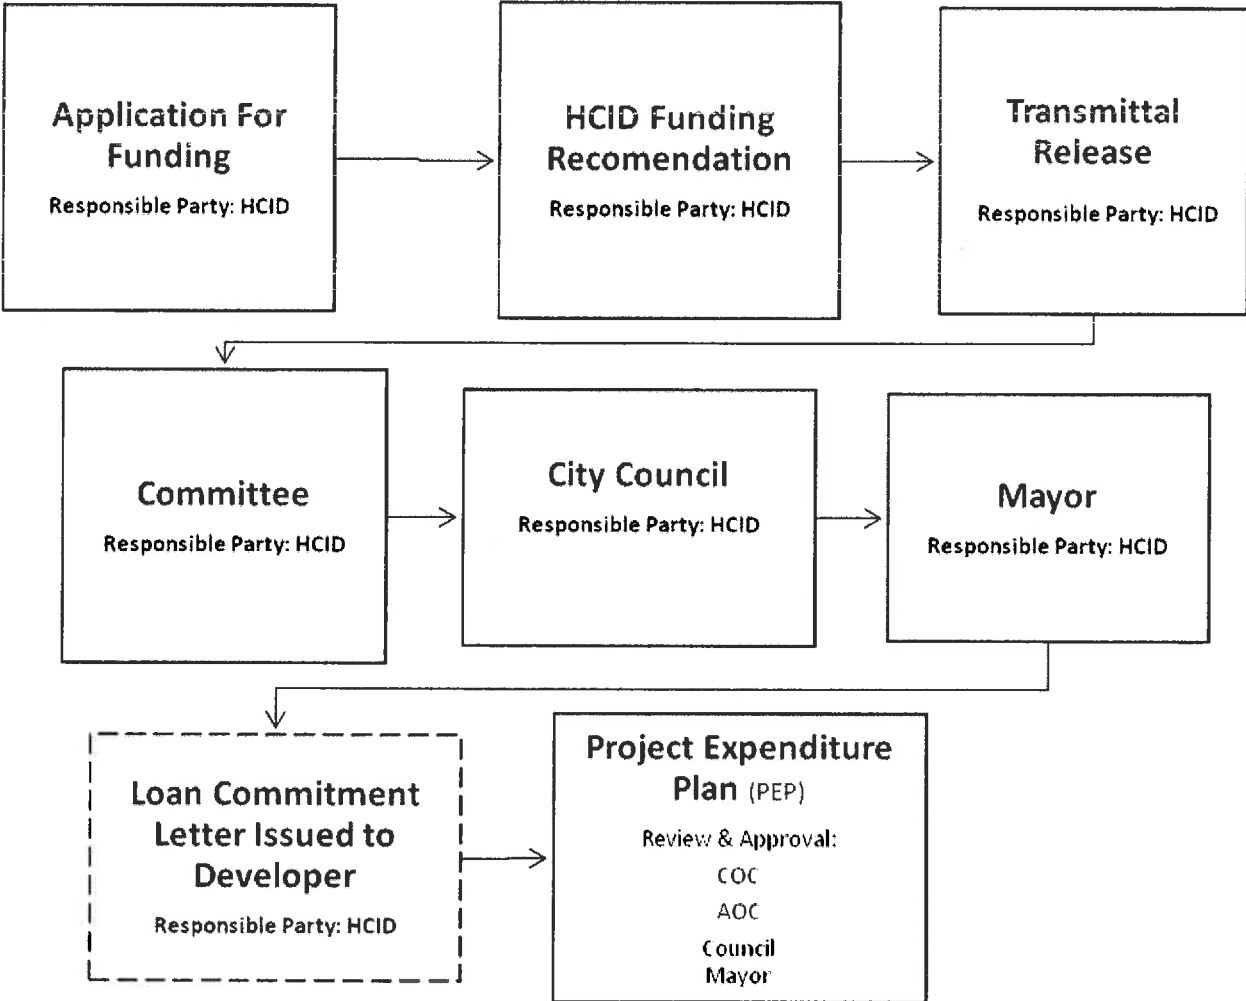 Application For
Funding
Responsible Party: HCID
HCID Funding
Recomendation
Responsible Party: HCID
Transmittal
Release
Responsible Party: HCID
Committee
Responsible Party: HCID
City Council
Responsible Party: HCID
Mayor
Responsible Party: HCID
Loan Commitment
Letter Issued to
Developer
Responsible Party: HCID
Project Expenditure
Plan (PEP)
Review & Approval:
COC
AOC
Council
Mayor